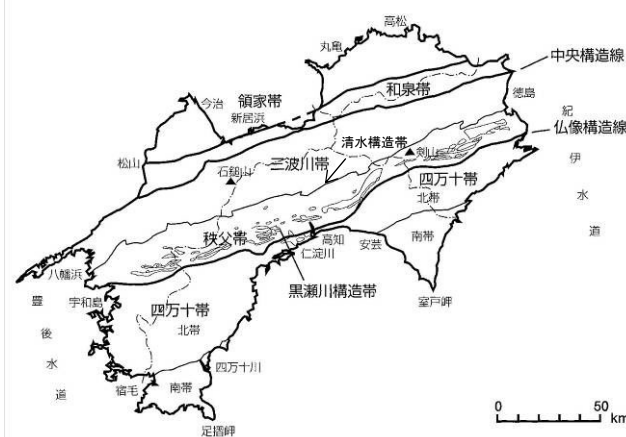 高松
丸亀
中央構造線
和泉帯
徳島
今治
領家帯
新居浜
紀伊水道
仏像構造線
清水構造帯
松山
石鎚山
三波川帯
剣山
四万十帯
北帯
秩父帯
高知
安芸
南帯
仁淀川
八幡浜
黒瀬川構造帯
室戸岬
豊後水道
宇和島
四万十帯
北帯
四万十川
宿毛
南帯
足摺岬
0 50
km